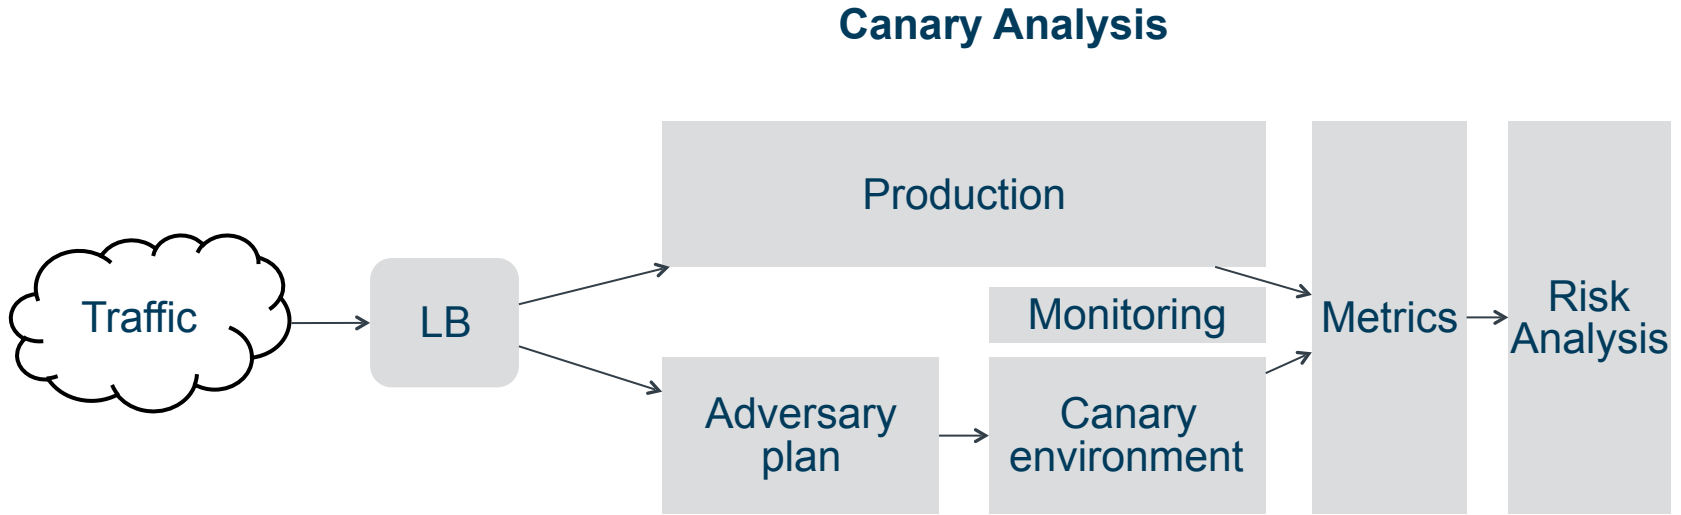 Canary Analysis
Traffic
LB
Production
Monitoring
Adversary
plan
Canary
environment
Metrics
Risk
Analysis